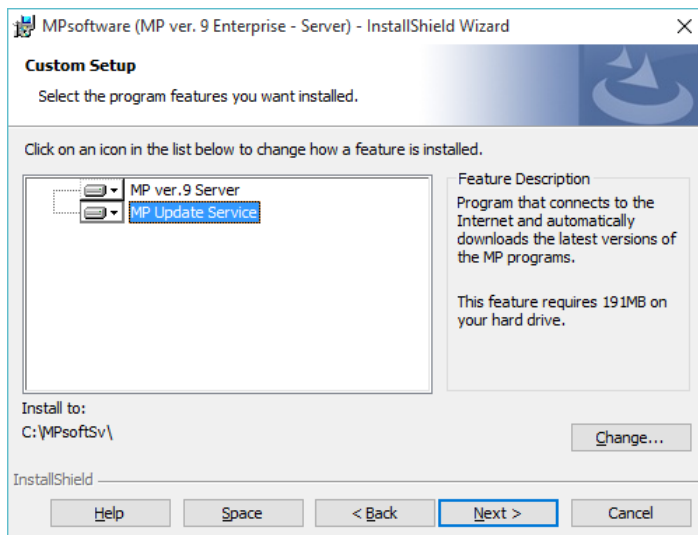 MPsoftware (MP ver. 9 Enterprise - Server) - InstallShield Wizard
Custom Setup
Select the program features you want installed.
Click on an icon in the list below to change how a feature is installed.
MP ver.9 Server
MP Update Service
Feature Description
Program that connects to the
Internet and automatically
downloads the latest versions of
the MP programs.
This feature requires 191MB on
your hard drive.
Install to:
C:\MPsoftSv\
Change...
InstallShield
Help
Space
< Back
Next >
Cancel